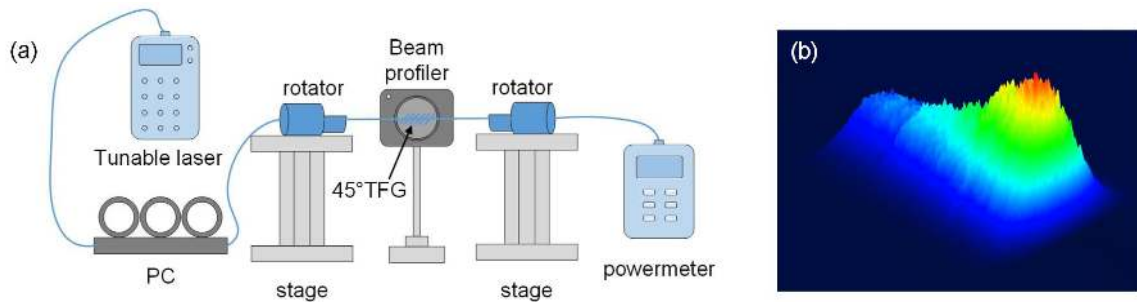 (a)
Tunable laser
PC
rotator
stage
Beam
profiler
45°TFG
rotator
stage
powermeter
(b)